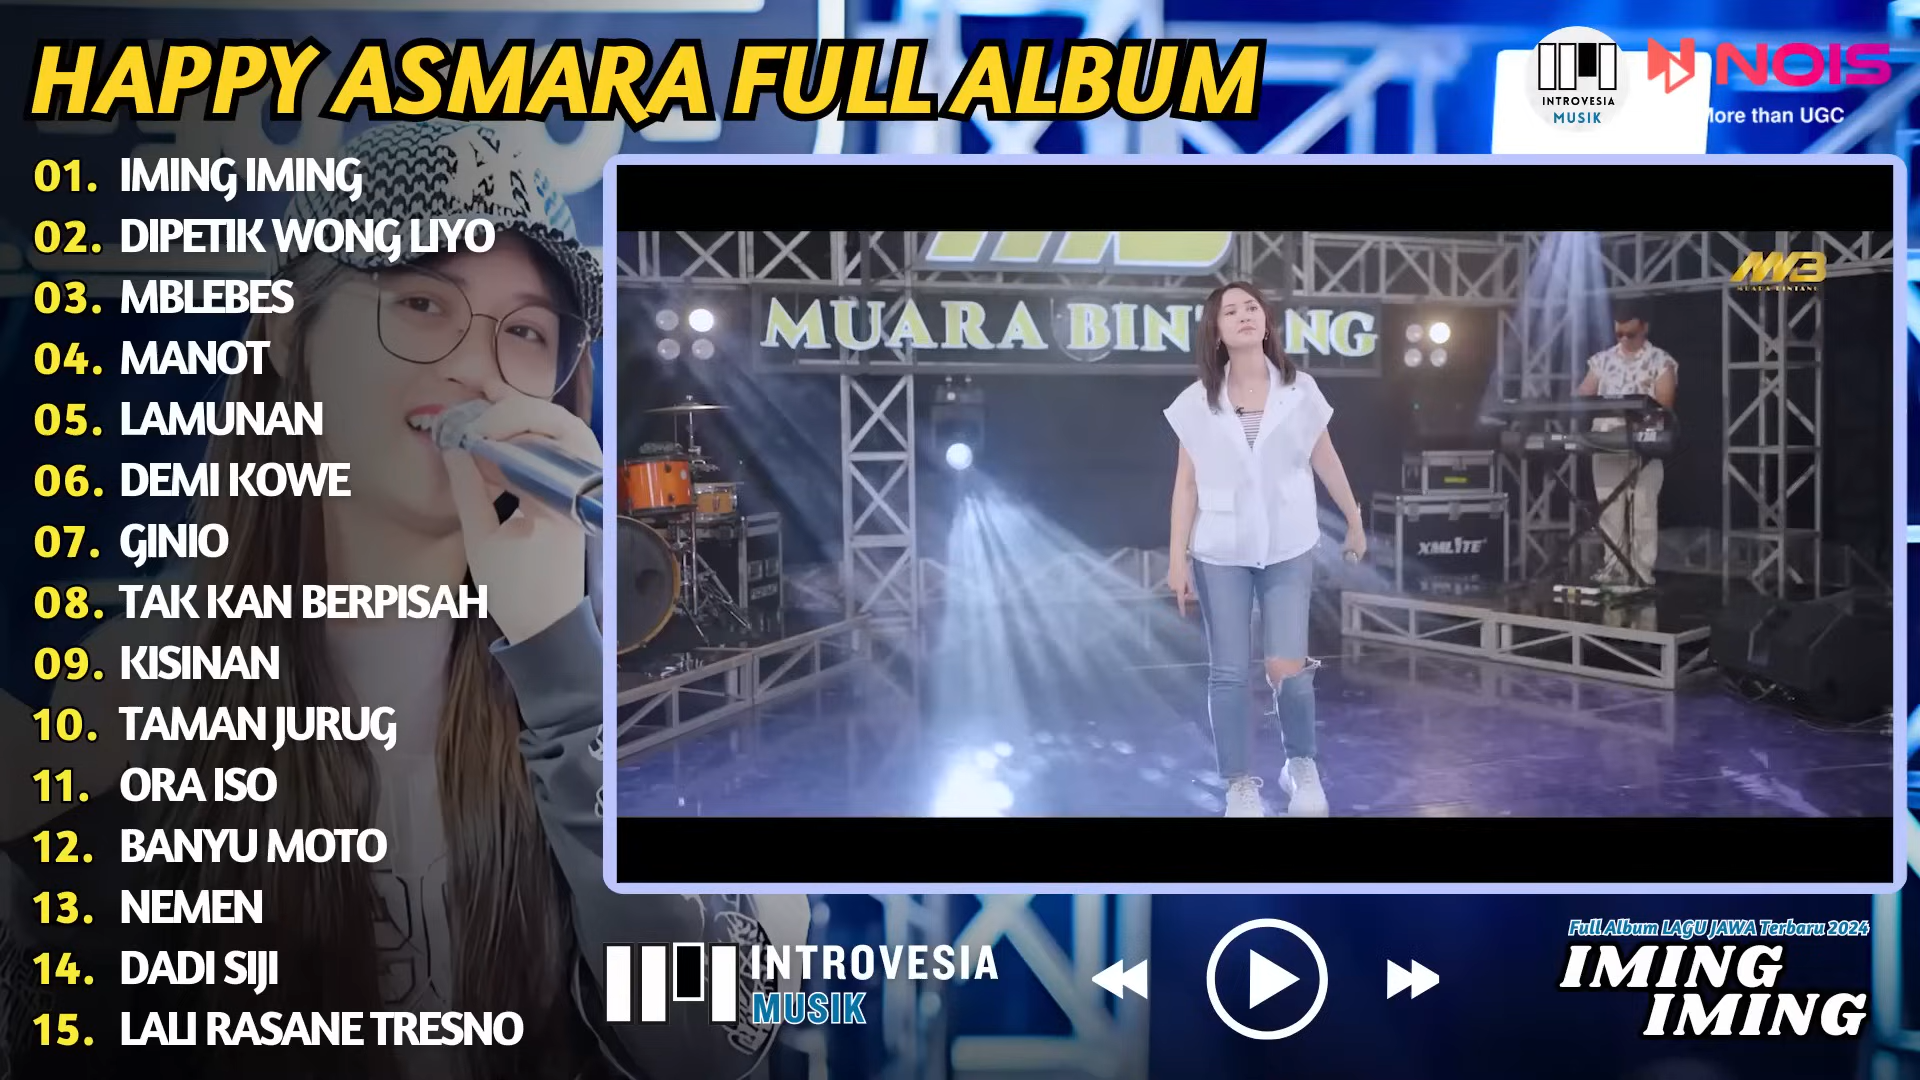 HAPPY ASMARA FULL ALBUM
INTROVESIA
MUSIK
NOIS
More than UGC
01. IMING IMING
02. DIPETIK WONG LIYO
03. MBLEBES
04. MANOT
05. LAMUNAN
06. DEMI KOWE
07. GINIO
08. TAK KAN BERPISAH
09. KISINAN
10. TAMAN JURUG
11. ORA ISO
12. BANYU MOTO
13. NEMEN
14. DADI SIJI
15. LALI RASANE TRESNO
MB
MUARA BINTANG
MUARA BINTANG
XMLITE
INTROVESIA
MUSIK
Full Album LAGU JAWA Terbaru 2024
IMING
IMING